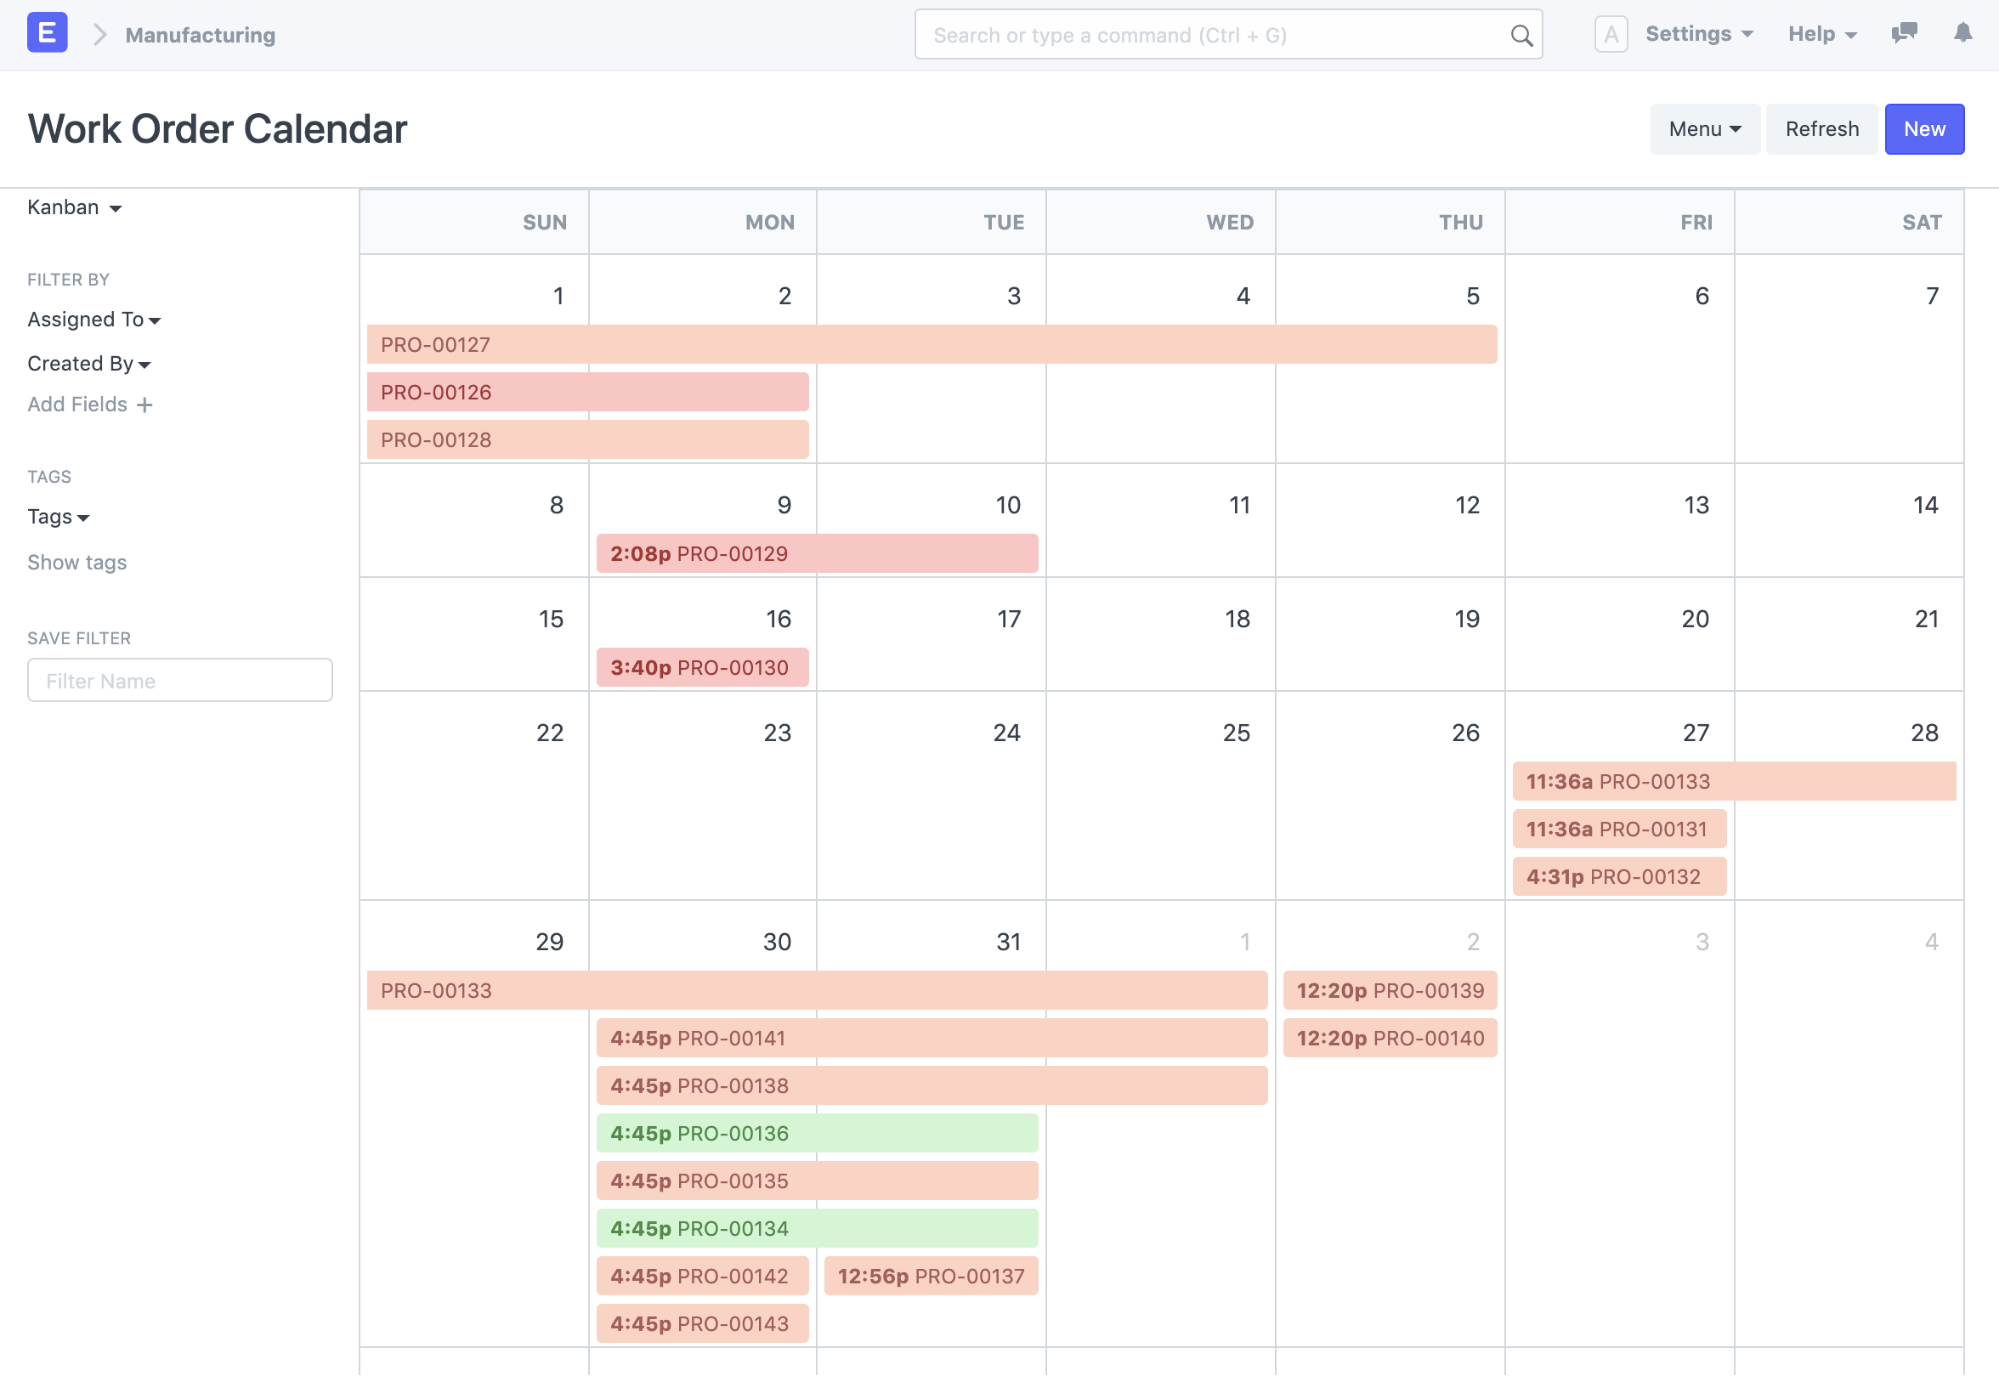 E Manufacturing Search or type a command (Ctrl + G) A Settings Help
Work Order Calendar Menu Refresh New
Kanban
FILTER BY
Assigned To
Created By
Add Fields +
TAGS
Tags
Show tags
SAVE FILTER
Filter Name
SUN MON TUE WED THU FRI SAT
1 2 3 4 5 6 7
PRO-00127
PRO-00126
PRO-00128
8 9 10 11 12 13 14
2:08p PRO-00129
15 16 17 18 19 20 21
3:40p PRO-00130
22 23 24 25 26 27 28
11:36a PRO-00133
11:36a PRO-00131
4:31p PRO-00132
29 30 31 1 2 3 4
PRO-00133 12:20p PRO-00139
4:45p PRO-00141 12:20p PRO-00140
4:45p PRO-00138
4:45p PRO-00136
4:45p PRO-00135
4:45p PRO-00134
4:45p PRO-00142 12:56p PRO-00137
4:45p PRO-00143